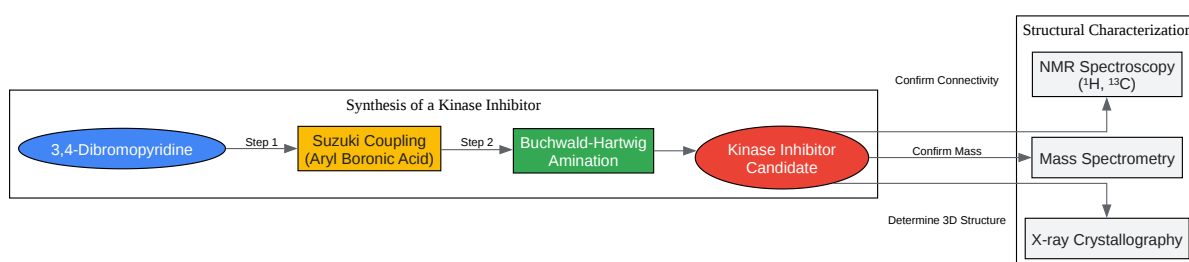 Structural Characterization
NMR Spectroscopy
(¹H, ¹³C)
Confirm Connectivity
Synthesis of a Kinase Inhibitor
3,4-Dibromopyridine
Step 1
Suzuki Coupling
(Aryl Boronic Acid)
Step 2
Buchwald-Hartwig
Amination
Kinase Inhibitor
Candidate
Confirm Mass
Mass Spectrometry
Determine 3D Structure
X-ray Crystallography